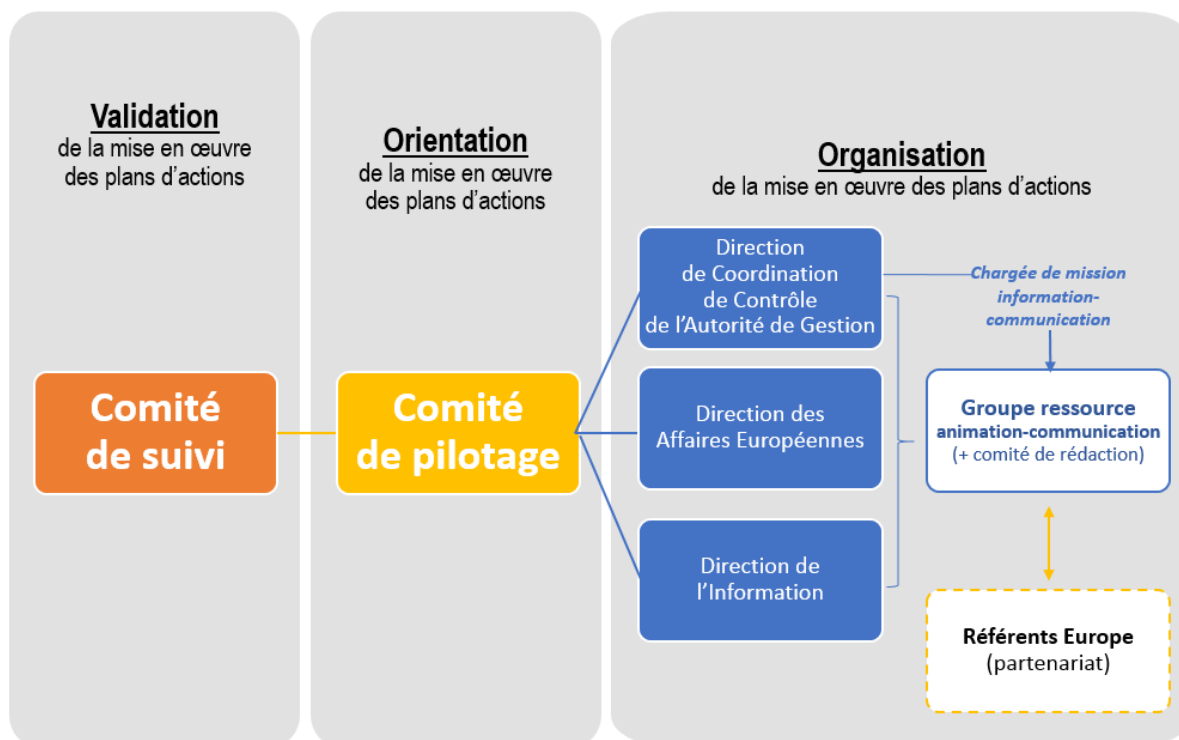 Validation
de la mise en œuvre
des plans d'actions
Comité
de suivi
Orientation
de la mise en œuvre
des plans d'actions
Comité
de pilotage
Organisation
de la mise en œuvre des plans d'actions
Direction
de Coordination
de Contrôle
de l'Autorité de Gestion
Direction des
Affaires Européennes
Direction de
l'Information
Chargée de mission
information-
communication
Groupe ressource
animation-communication
(+ comité de rédaction)
Référents Europe
(partenariat)